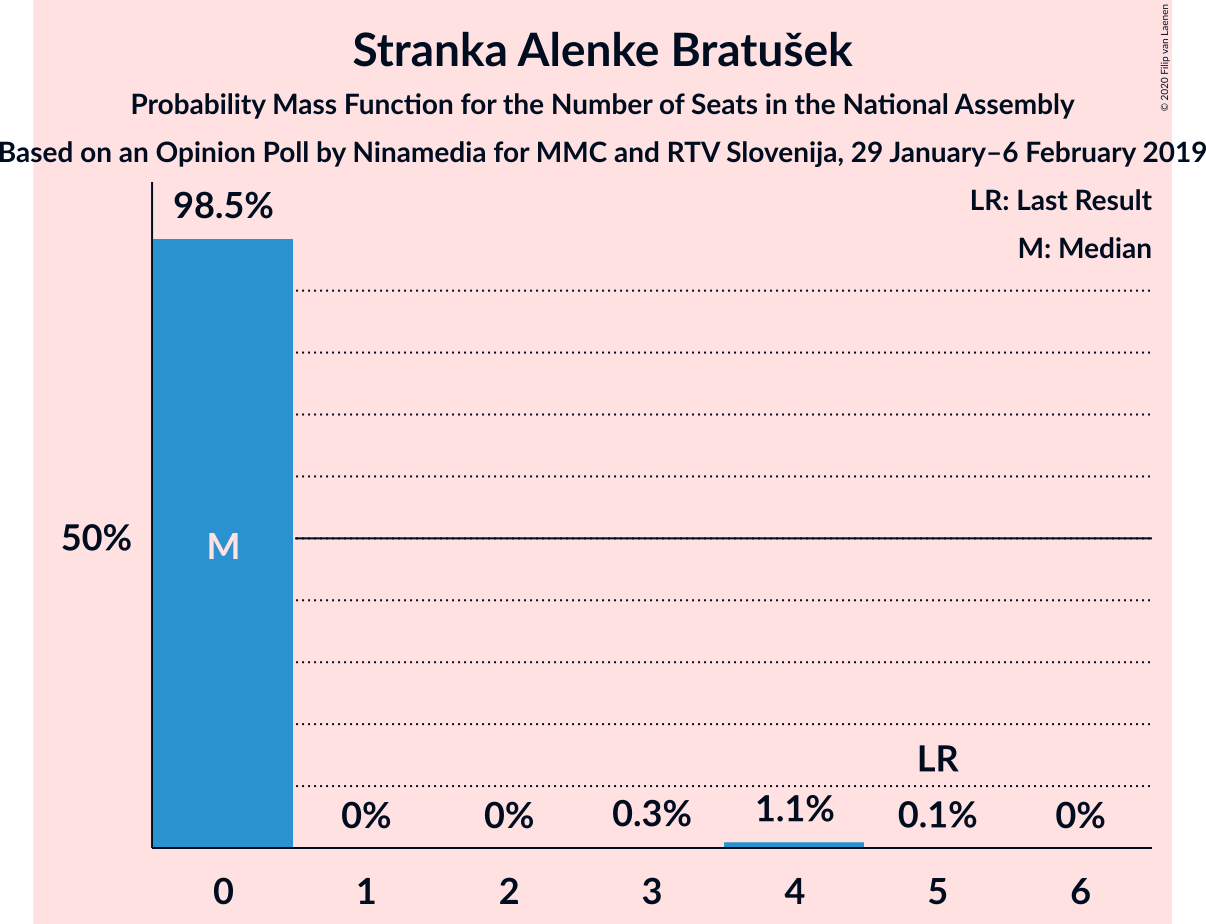 Stranka Alenke Bratušek
Probability Mass Function for the Number of Seats in the National Assembly
Based on an Opinion Poll by Ninamedia for MMC and RTV Slovenija, 29 January–6 February 2019
© 2020 Filip van Laenen
LR: Last Result
M: Median
98.5%
50%
M
LR
0% 0% 0.3% 1.1% 0.1% 0%
0 1 2 3 4 5 6